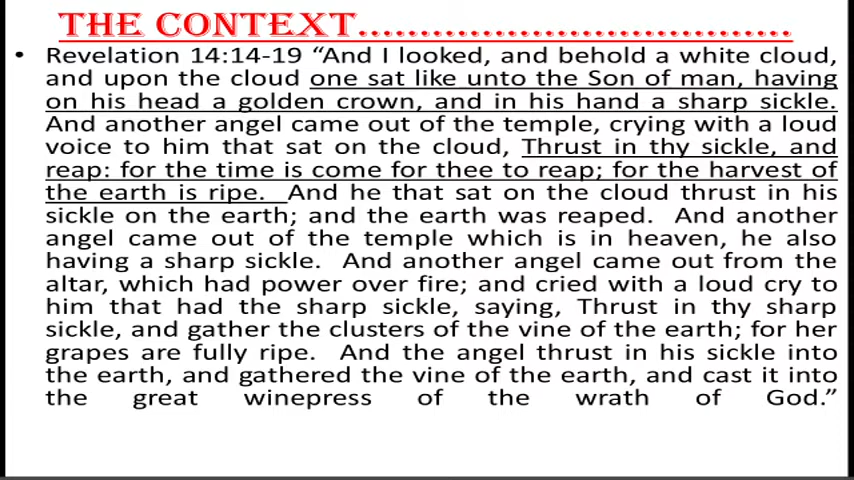 THE CONTEXT..................................
• Revelation 14:14-19 “And I looked, and behold a white cloud,
and upon the cloud one sat like unto the Son of man, having
on his head a golden crown, and in his hand a sharp sickle.
And another angel came out of the temple, crying with a loud
voice to him that sat on the cloud, Thrust in thy sickle, and
reap: for the time is come for thee to reap; for the harvest of
the earth is ripe. And he that sat on the cloud thrust in his
sickle on the earth; and the earth was reaped. And another
angel came out of the temple which is in heaven, he also
having a sharp sickle. And another angel came out from the
altar, which had power over fire; and cried with a loud cry to
him that had the sharp sickle, saying, Thrust in thy sharp
sickle, and gather the clusters of the vine of the earth; for her
grapes are fully ripe. And the angel thrust in his sickle into
the earth, and gathered the vine of the earth, and cast it into
the great winepress of the wrath of God.”